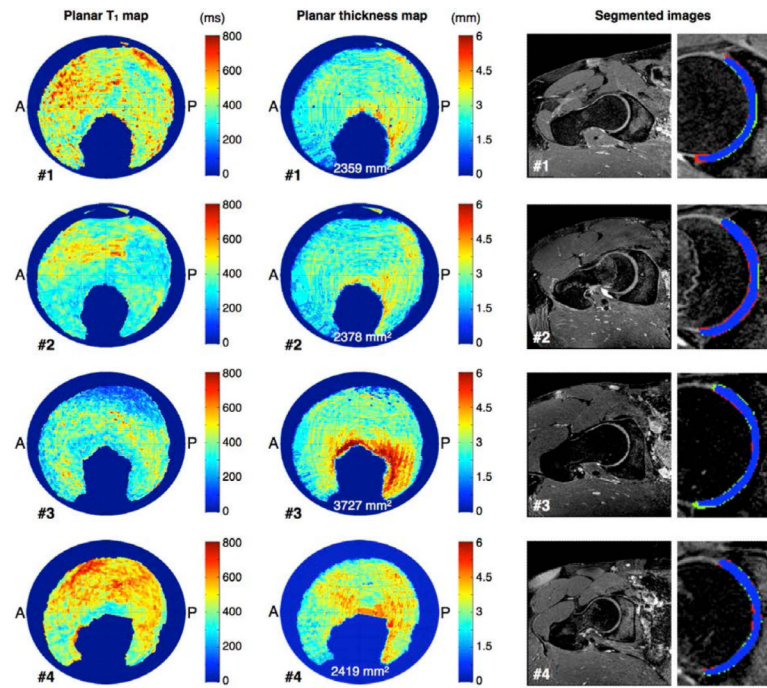 Planar T₁ map (ms) Planar thickness map (mm) Segmented images
800 6
600 4.5
A P 400 3
200 1.5
0 0
#1 #1 2359 mm² #1
800 6
600 4.5
A P 400 3
200 1.5
0 0
#2 #2 2378 mm² #2
800 6
600 4.5
A P 400 3
200 1.5
0 0
#3 #3 3727 mm² #3
800 6
600 4.5
A P 400 3
200 1.5
0 0
#4 #4 2419 mm² #4